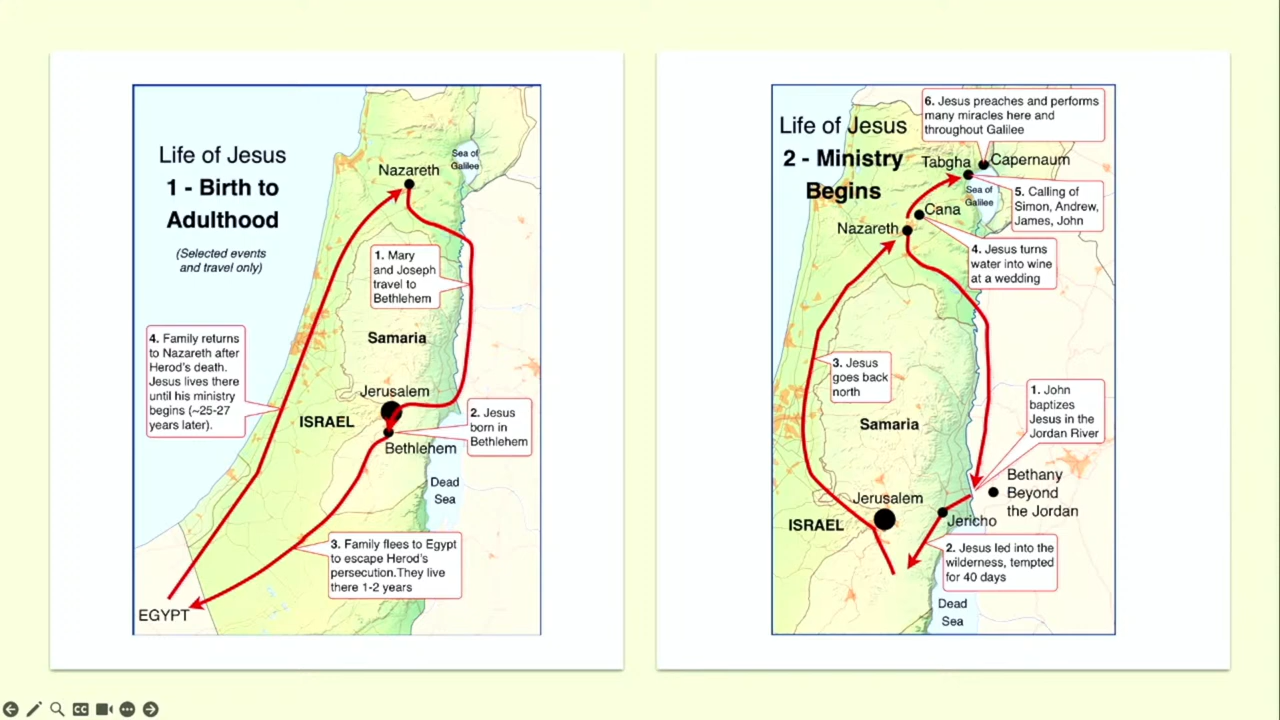 Life of Jesus
1 - Birth to
Adulthood
(Selected events
and travel only)
Nazareth
Sea of
Galilee
1. Mary
and Joseph
travel to
Bethlehem
Samaria
4. Family returns
to Nazareth after
Herod's death.
Jesus lives there
until his ministry
begins (~25-27
years later).
Jerusalem
ISRAEL
2. Jesus
born in
Bethlehem
Bethlehem
Dead
Sea
3. Family flees to Egypt
to escape Herod's
persecution.They live
there 1-2 years
EGYPT
Life of Jesus
2 - Ministry
Begins
6. Jesus preaches and performs
many miracles here and
throughout Galilee
Tabgha
Capernaum
Sea of
Galilee
5. Calling of
Simon, Andrew,
James, John
Cana
Nazareth
4. Jesus turns
water into wine
at a wedding
3. Jesus
goes back
north
1. John
baptizes
Jesus in the
Jordan River
Samaria
Bethany
Beyond
the Jordan
Jerusalem
ISRAEL
Jericho
2. Jesus led into the
wilderness, tempted
for 40 days
Dead
Sea
CC